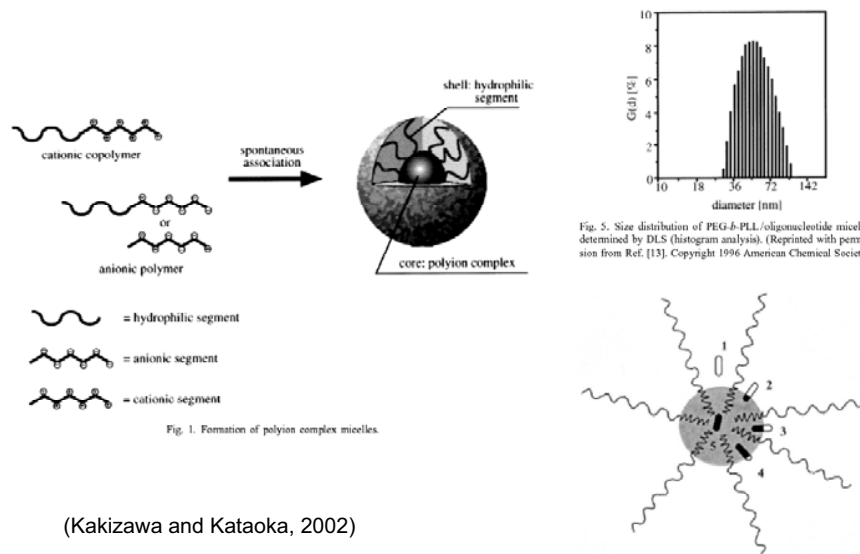 cationic copolymer
or
anionic polymer
spontaneous
association
shell: hydrophilic
segment
core: polyion complex
= hydrophilic segment
= anionic segment
= cationic segment
Fig. 1. Formation of polyion complex micelles.
10
8
6
4
2
0
G(d) [%]
10 18 36 72 142
diameter [nm]
Fig. 5. Size distribution of PEG-b-PLL/oligonucleotide micel
determined by DLS (histogram analysis). (Reprinted with perm
sion from Ref. [13]. Copyright 1996 American Chemical Societ
1
2
3
5
4
(Kakizawa and Kataoka, 2002)